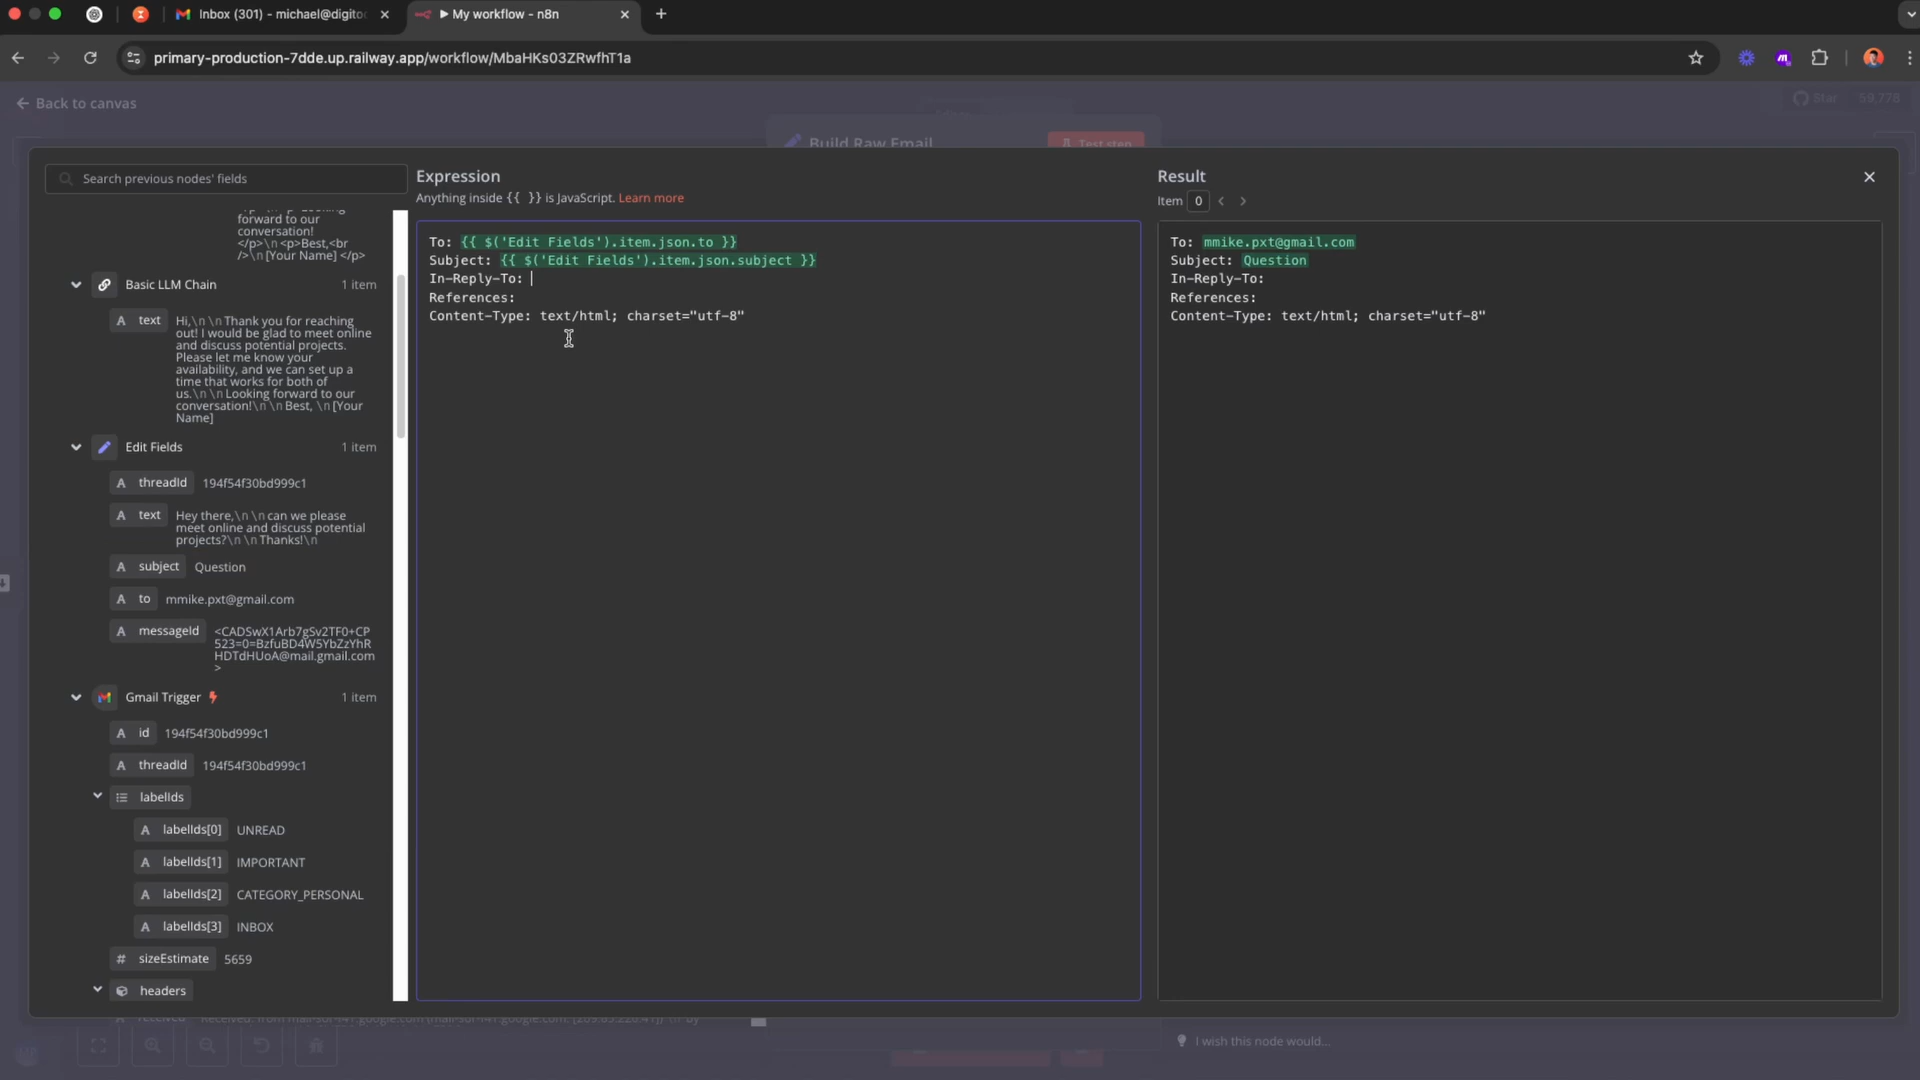 Inbox (301) - michael@digito
My workflow - n8n
primary-production-7dde.up.railway.app/workflow/MbaHKs03ZRwfhT1a
Back to canvas
Star
59,776
Build Raw Email
Test step
Search previous nodes' fields
forward to our
conversation!
</p>\n <p>Best,<br
/>\n [Your Name] </p>
Basic LLM Chain
1 item
A text
Hi,\n\n Thank you for reaching
out! I would be glad to meet online
and discuss potential projects.
Please let me know your
availability, and we can set up a
time that works for both of
us.\n\n Looking forward to our
conversation!\n\n Best, \n [Your
Name]
Edit Fields
1 item
A threadId 194f54f30bd999c1
A text
Hey there,\n\n can we please
meet online and discuss potential
projects?\n\n Thanks!\n
A subject Question
A to mmike.pxt@gmail.com
A messageId
<CADSwX1Arb7gSv2TF0+CP
523=0=BzfuBD4W5YbZzYhR
HDTdHUoA@mail.gmail.com
>
Gmail Trigger
1 item
A id 194f54f30bd999c1
A threadId 194f54f30bd999c1
labelIds
A labelIds[0] UNREAD
A labelIds[1] IMPORTANT
A labelIds[2] CATEGORY_PERSONAL
A labelIds[3] INBOX
# sizeEstimate 5659
headers
Expression
Anything inside {{ }} is JavaScript. Learn more
To: {{ $('Edit Fields').item.json.to }}
Subject: {{ $('Edit Fields').item.json.subject }}
In-Reply-To:
References:
Content-Type: text/html; charset="utf-8"
Result
Item 0
To: mmike.pxt@gmail.com
Subject: Question
In-Reply-To:
References:
Content-Type: text/html; charset="utf-8"
I wish this node would...